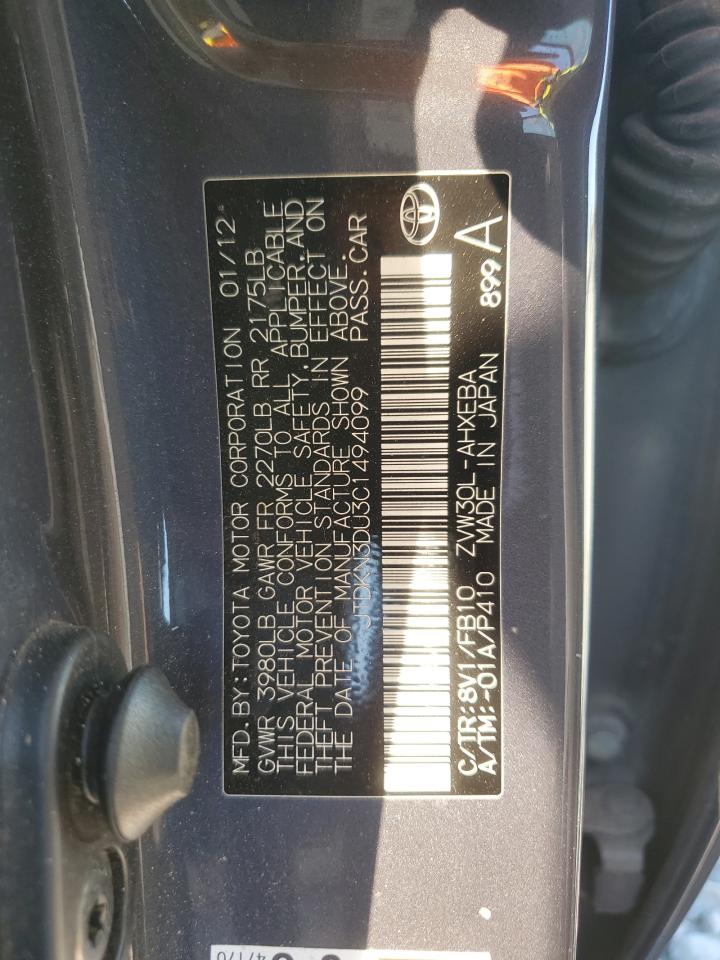 MFD. BY: TOYOTA MOTOR CORPORATION 01/12
GVWR 3980LB GAWR FR 2270LB RR 2175LB
THIS VEHICLE CONFORMS TO ALL APPLICABLE
FEDERAL MOTOR VEHICLE SAFETY, BUMPER, AND
THEFT PREVENTION STANDARDS IN EFFECT ON
THE DATE OF MANUFACTURE SHOWN ABOVE.
JTDKN3DU3C1494099 PASS. CAR
C/TR: 8V1/FB10 ZVW30L-AHXEBA
A/TM: -01A/P410 MADE IN JAPAN 899 A
47170